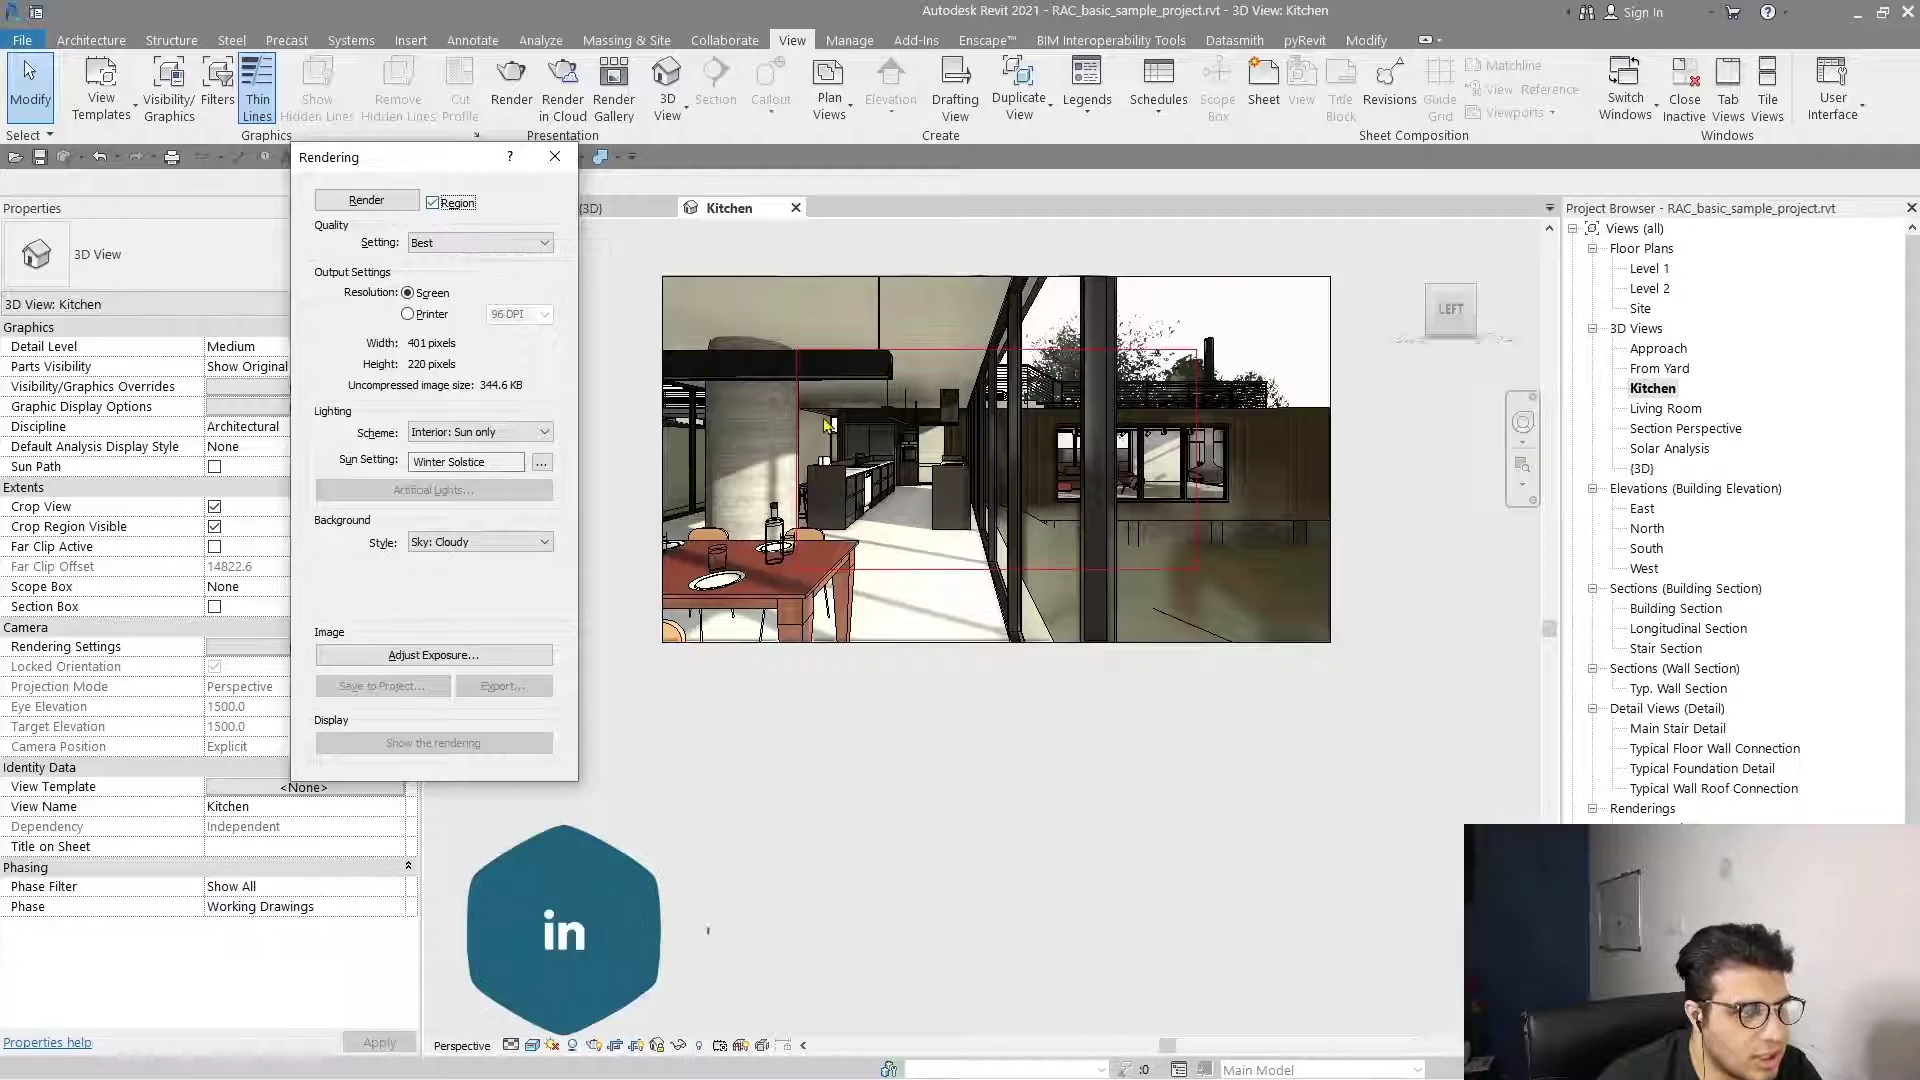 Autodesk Revit 2021 - RAC_basic_sample_project.rvt - 3D View: Kitchen
Sign In
File Architecture Structure Steel Precast Systems Insert Annotate Analyze Massing & Site Collaborate View Manage Add-Ins Enscape™ BIM Interoperability Tools Datasmith pyRevit Modify
Modify
View Templates
Visibility/ Graphics
Filters
Thin Lines
Show Hidden Lines
Remove Hidden Lines
Cut Profile
Render
Render in Cloud
Render Gallery
3D View
Section
Callout
Plan Views
Elevation
Drafting View
Duplicate View
Legends
Schedules
Scope Box
Sheet
View
Title Block
Revisions
Guide Grid
Matchline
View Reference
Viewports
Switch Windows
Close Inactive
Tab Views
Tile Views
User Interface
Select Graphics Presentation Create Sheet Composition Windows
Properties
3D View
3D View: Kitchen
Graphics
Detail Level Medium
Parts Visibility Show Original
Visibility/Graphics Overrides
Graphic Display Options
Discipline Architectural
Default Analysis Display Style None
Sun Path
Extents
Crop View
Crop Region Visible
Far Clip Active
Far Clip Offset 14822.6
Scope Box None
Section Box
Camera
Rendering Settings
Locked Orientation
Projection Mode Perspective
Eye Elevation 1500.0
Target Elevation 1500.0
Camera Position Explicit
Identity Data
View Template <None>
View Name Kitchen
Dependency Independent
Title on Sheet
Phasing
Phase Filter Show All
Phase Working Drawings
Properties help Apply
Rendering ?
Render Region
Quality
Setting: Best
Output Settings
Resolution: Screen
Printer 96 DPI
Width: 401 pixels
Height: 220 pixels
Uncompressed image size: 344.6 KB
Lighting
Scheme: Interior: Sun only
Sun Setting: Winter Solstice ...
Artificial Lights...
Background
Style: Sky: Cloudy
Image
Adjust Exposure...
Save to Project... Export...
Display
Show the rendering
{3D} Kitchen
LEFT
in
Perspective
:0 Main Model
Project Browser - RAC_basic_sample_project.rvt
Views (all)
Floor Plans
Level 1
Level 2
Site
3D Views
Approach
From Yard
Kitchen
Living Room
Section Perspective
Solar Analysis
{3D}
Elevations (Building Elevation)
East
North
South
West
Sections (Building Section)
Building Section
Longitudinal Section
Stair Section
Sections (Wall Section)
Typ. Wall Section
Detail Views (Detail)
Main Stair Detail
Typical Floor Wall Connection
Typical Foundation Detail
Typical Wall Roof Connection
Renderings